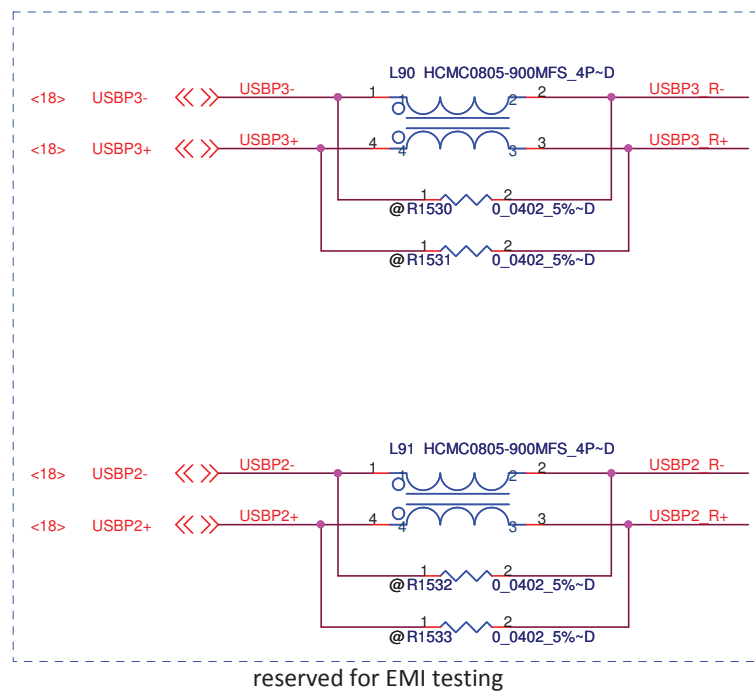 L90 HCMC0805-900MFS_4P~D
<18> USBP3- USBP3- 1 1 2 2 USBP3_R-
<18> USBP3+ USBP3+ 4 4 3 3 USBP3_R+
1 2
@R1530 0_0402_5%~D
1 2
@R1531 0_0402_5%~D
L91 HCMC0805-900MFS_4P~D
<18> USBP2- USBP2- 1 1 2 2 USBP2_R-
<18> USBP2+ USBP2+ 4 4 3 3 USBP2_R+
1 2
@R1532 0_0402_5%~D
1 2
@R1533 0_0402_5%~D
reserved for EMI testing